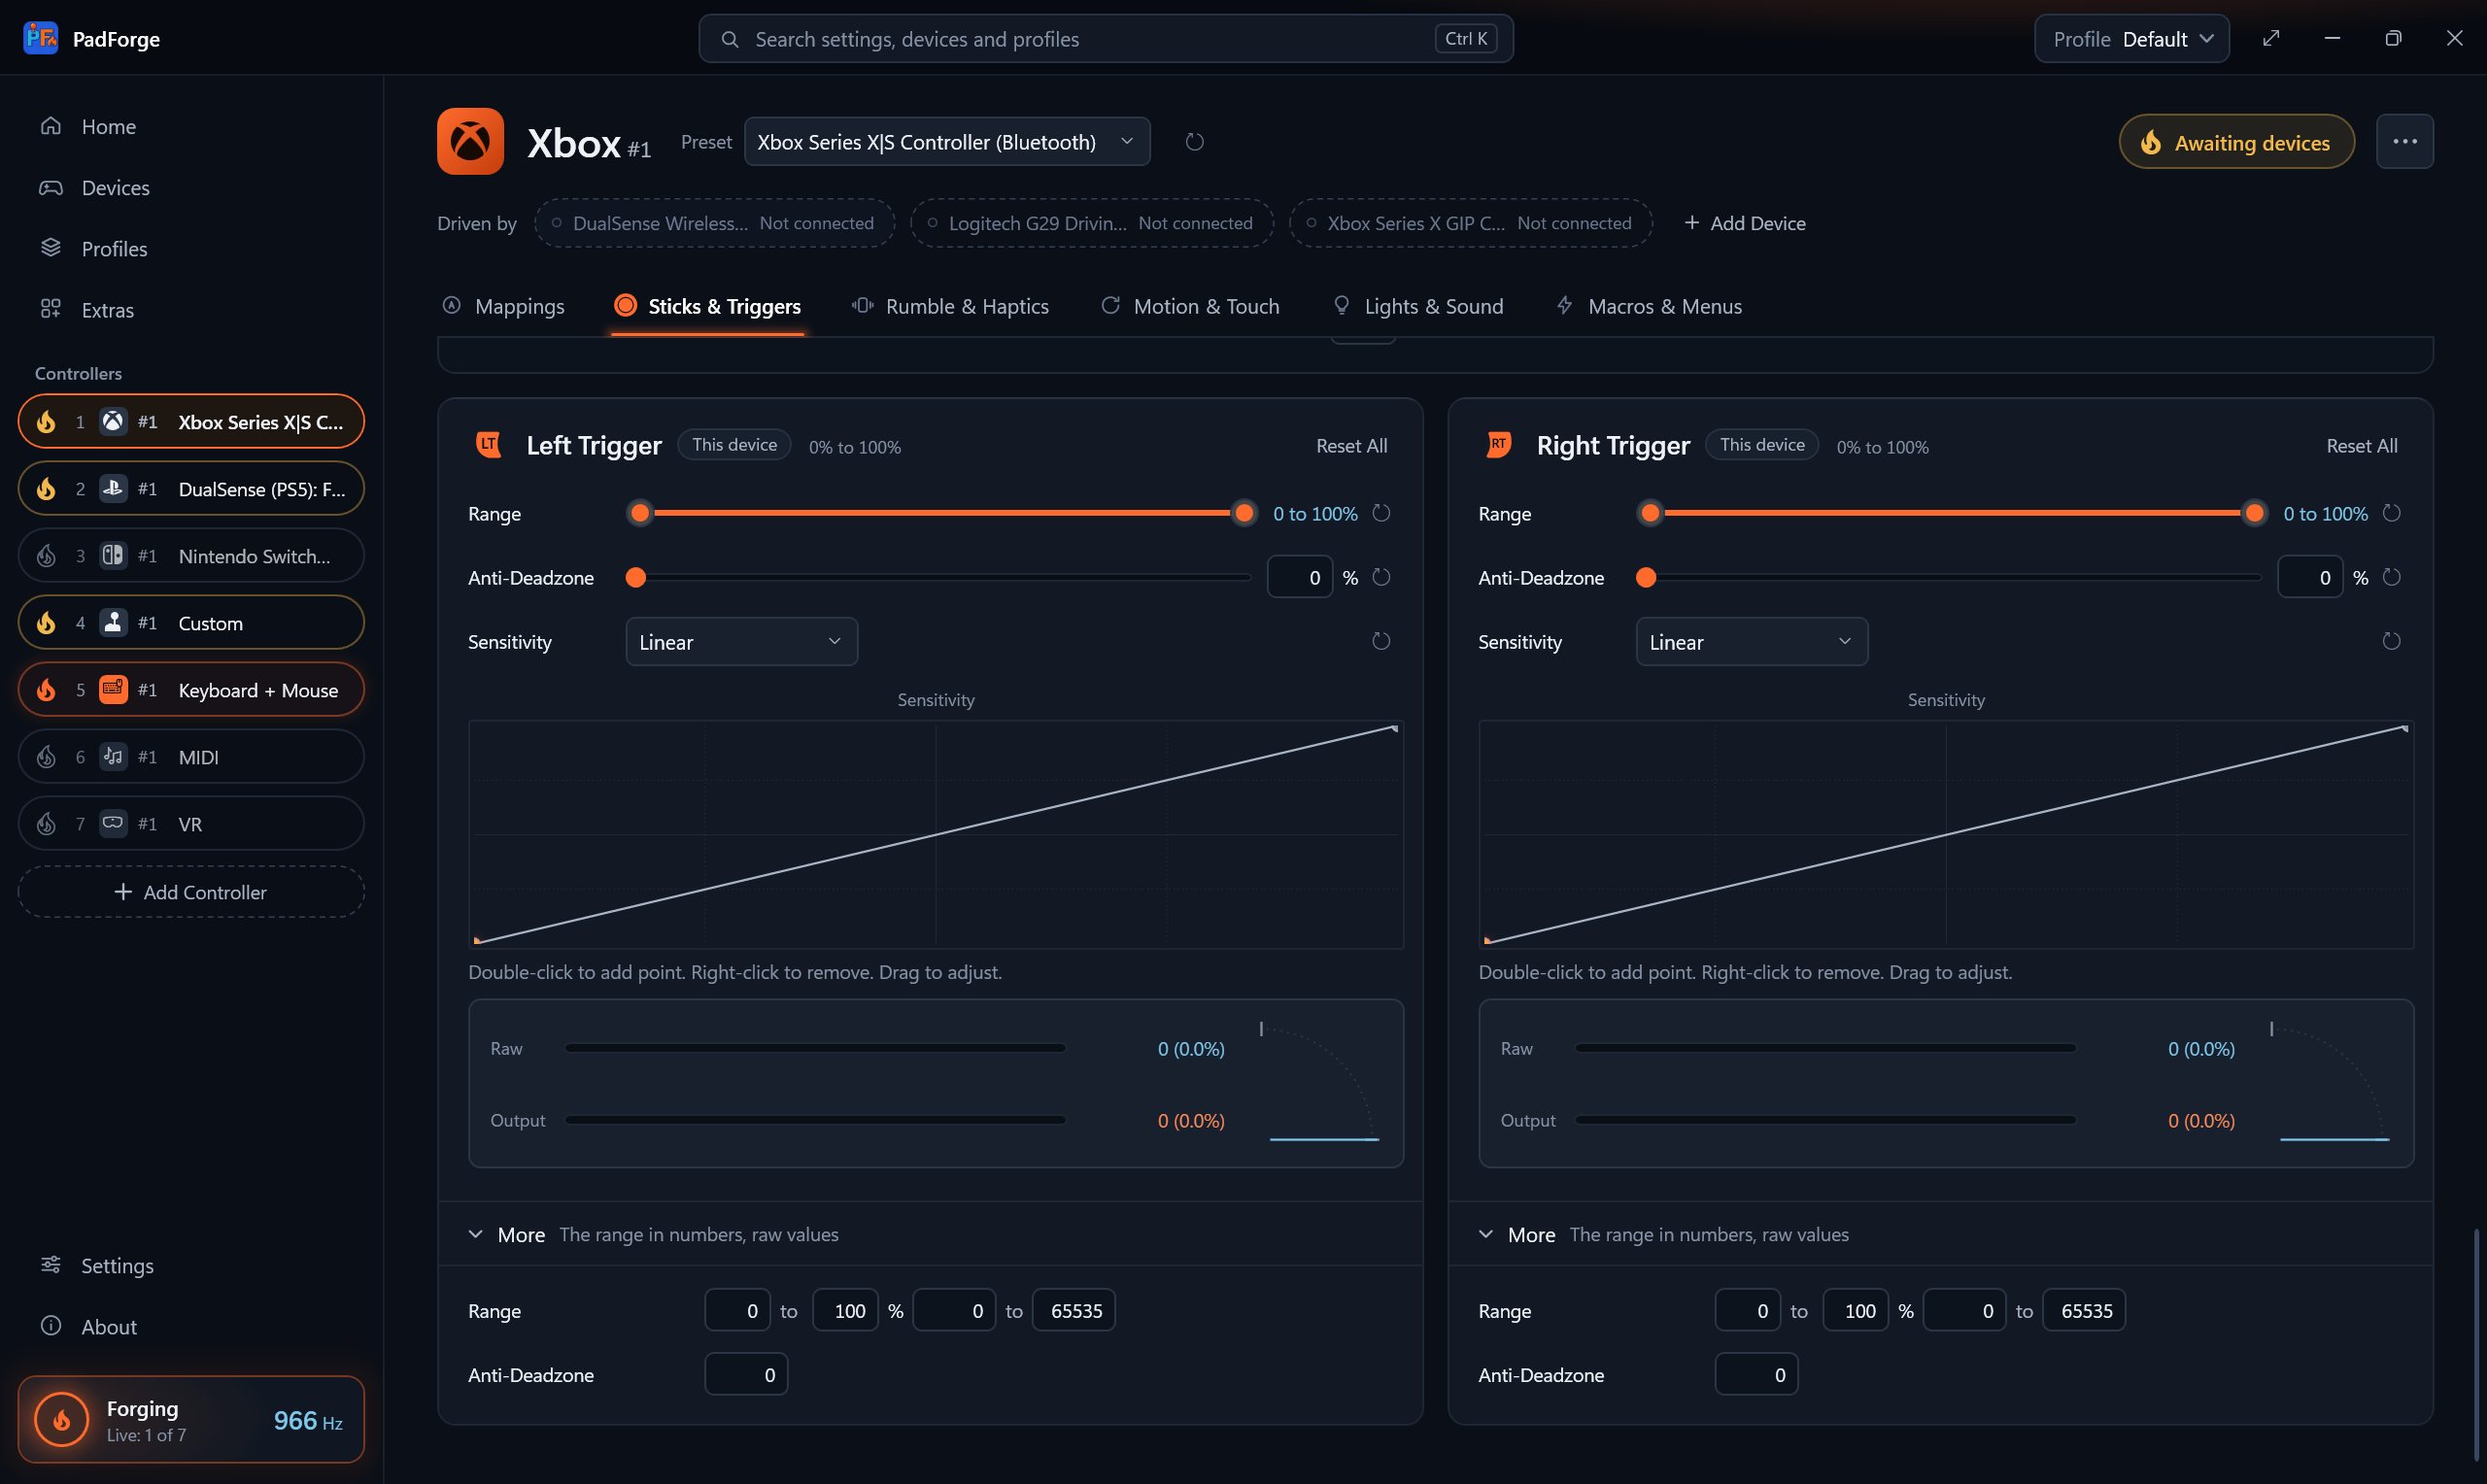 PadForge
Search settings, devices and profiles
Ctrl K
Profile Default
Home
Devices
Profiles
Extras
Controllers
1 #1 Xbox Series X|S C...
2 #1 DualSense (PS5): F...
3 #1 Nintendo Switch...
4 #1 Custom
5 #1 Keyboard + Mouse
6 #1 MIDI
7 #1 VR
Add Controller
Settings
About
Forging
Live: 1 of 7
966 Hz
Xbox #1
Preset
Xbox Series X|S Controller (Bluetooth)
Awaiting devices
Driven by
DualSense Wireless... Not connected
Logitech G29 Drivin... Not connected
Xbox Series X GIP C... Not connected
Add Device
Mappings
Sticks & Triggers
Rumble & Haptics
Motion & Touch
Lights & Sound
Macros & Menus
LT Left Trigger This device 0% to 100% Reset All
Range 0 to 100%
Anti-Deadzone 0 %
Sensitivity Linear
Sensitivity
Double-click to add point. Right-click to remove. Drag to adjust.
Raw 0 (0.0%)
Output 0 (0.0%)
More The range in numbers, raw values
Range 0 to 100 % 0 to 65535
Anti-Deadzone 0
RT Right Trigger This device 0% to 100% Reset All
Range 0 to 100%
Anti-Deadzone 0 %
Sensitivity Linear
Sensitivity
Double-click to add point. Right-click to remove. Drag to adjust.
Raw 0 (0.0%)
Output 0 (0.0%)
More The range in numbers, raw values
Range 0 to 100 % 0 to 65535
Anti-Deadzone 0